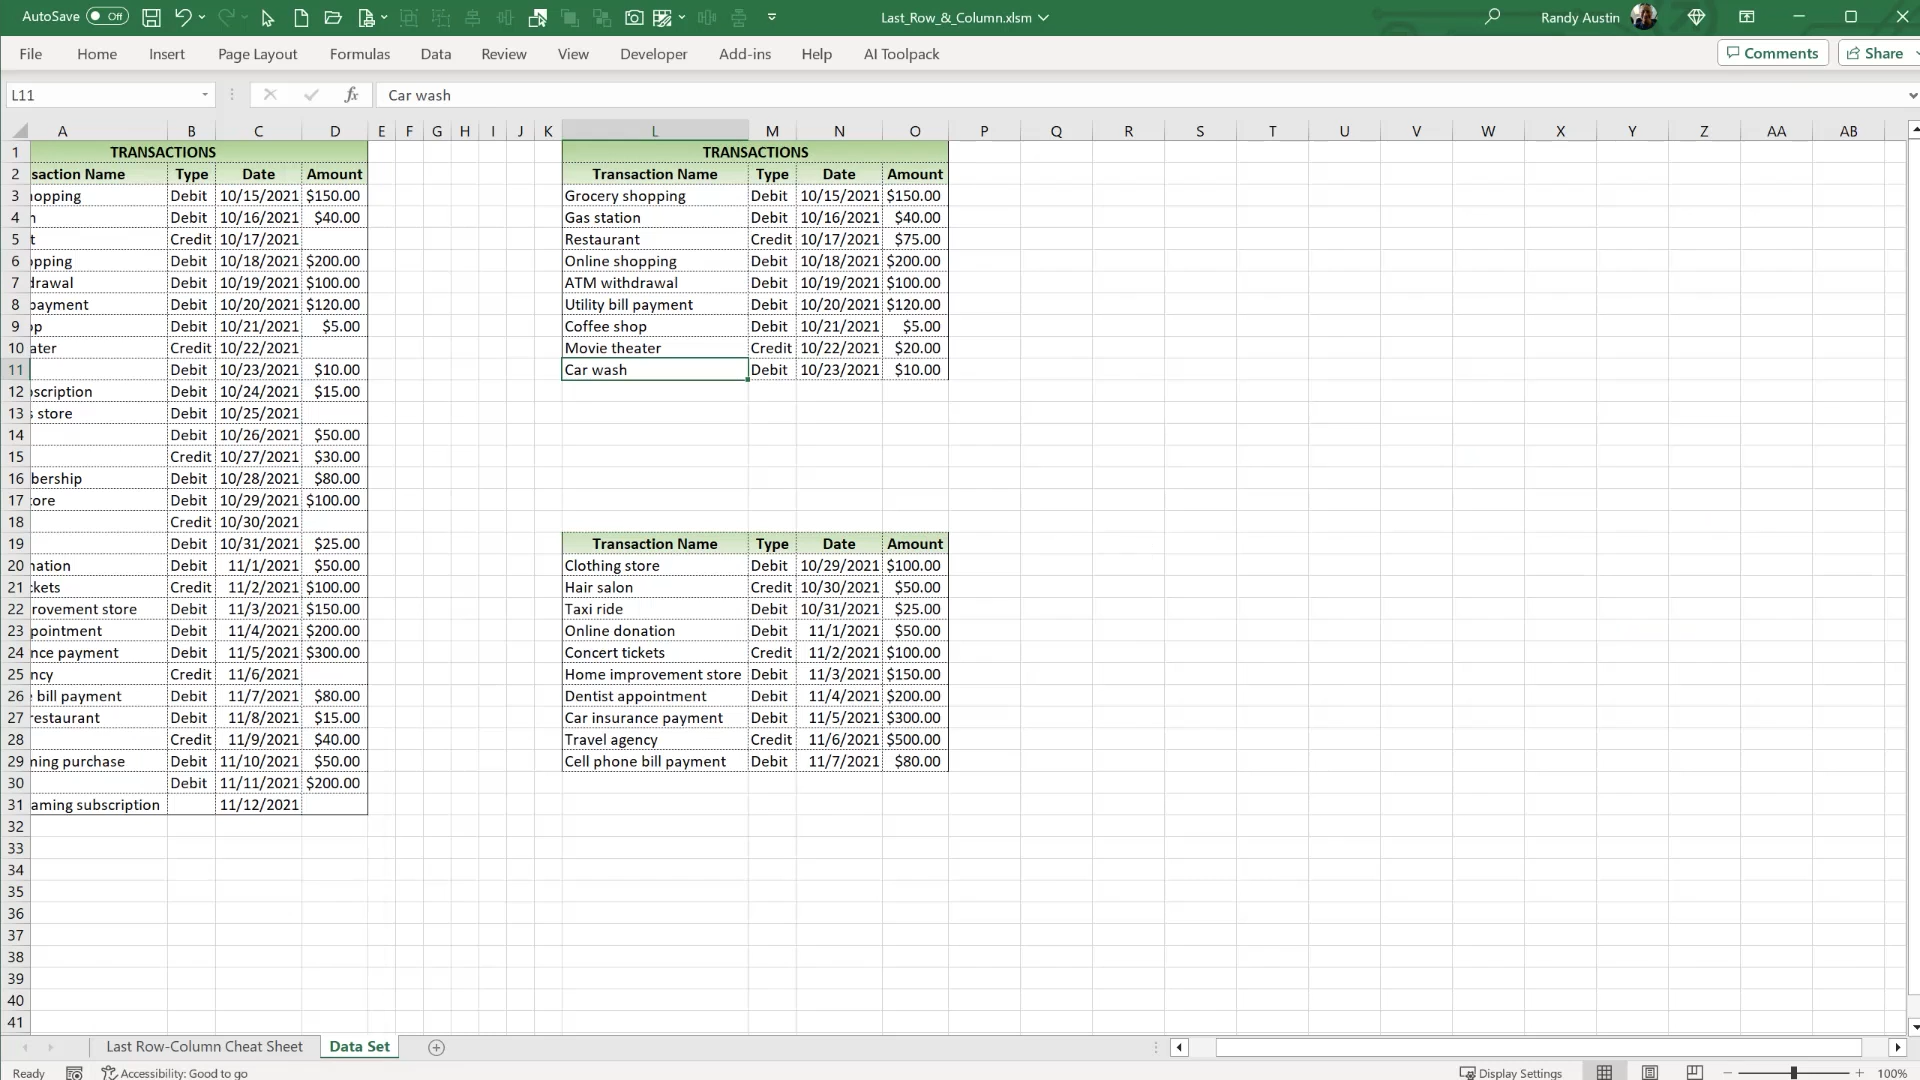 AutoSave Off Last_Row_&_Column.xlsm Randy Austin
File Home Insert Page Layout Formulas Data Review View Developer Add-ins Help AI Toolpack Comments Share
L11 fx Car wash
A B C D E F G H I J K L M N O P Q R S T U V W X Y Z AA AB
1 TRANSACTIONS TRANSACTIONS
2 saction Name Type Date Amount Transaction Name Type Date Amount
3 hopping Debit 10/15/2021 $150.00 Grocery shopping Debit 10/15/2021 $150.00
4 n Debit 10/16/2021 $40.00 Gas station Debit 10/16/2021 $40.00
5 t Credit 10/17/2021 Restaurant Credit 10/17/2021 $75.00
6 opping Debit 10/18/2021 $200.00 Online shopping Debit 10/18/2021 $200.00
7 drawal Debit 10/19/2021 $100.00 ATM withdrawal Debit 10/19/2021 $100.00
8 payment Debit 10/20/2021 $120.00 Utility bill payment Debit 10/20/2021 $120.00
9 op Debit 10/21/2021 $5.00 Coffee shop Debit 10/21/2021 $5.00
10 ater Credit 10/22/2021 Movie theater Credit 10/22/2021 $20.00
11 Debit 10/23/2021 $10.00 Car wash Debit 10/23/2021 $10.00
12 bscription Debit 10/24/2021 $15.00
13 s store Debit 10/25/2021
14 Debit 10/26/2021 $50.00
15 Credit 10/27/2021 $30.00
16 bership Debit 10/28/2021 $80.00
17 tore Debit 10/29/2021 $100.00
18 Credit 10/30/2021
19 Debit 10/31/2021 $25.00 Transaction Name Type Date Amount
20 nation Debit 11/1/2021 $50.00 Clothing store Debit 10/29/2021 $100.00
21 ckets Credit 11/2/2021 $100.00 Hair salon Credit 10/30/2021 $50.00
22 rovement store Debit 11/3/2021 $150.00 Taxi ride Debit 10/31/2021 $25.00
23 pointment Debit 11/4/2021 $200.00 Online donation Debit 11/1/2021 $50.00
24 nce payment Debit 11/5/2021 $300.00 Concert tickets Credit 11/2/2021 $100.00
25 ncy Credit 11/6/2021 Home improvement store Debit 11/3/2021 $150.00
26 e bill payment Debit 11/7/2021 $80.00 Dentist appointment Debit 11/4/2021 $200.00
27 restaurant Debit 11/8/2021 $15.00 Car insurance payment Debit 11/5/2021 $300.00
28 Credit 11/9/2021 $40.00 Travel agency Credit 11/6/2021 $500.00
29 ming purchase Debit 11/10/2021 $50.00 Cell phone bill payment Debit 11/7/2021 $80.00
30 Debit 11/11/2021 $200.00
31 aming subscription 11/12/2021
32
33
34
35
36
37
38
39
40
41
Last Row-Column Cheat Sheet Data Set
Ready Accessibility: Good to go Display Settings 100%